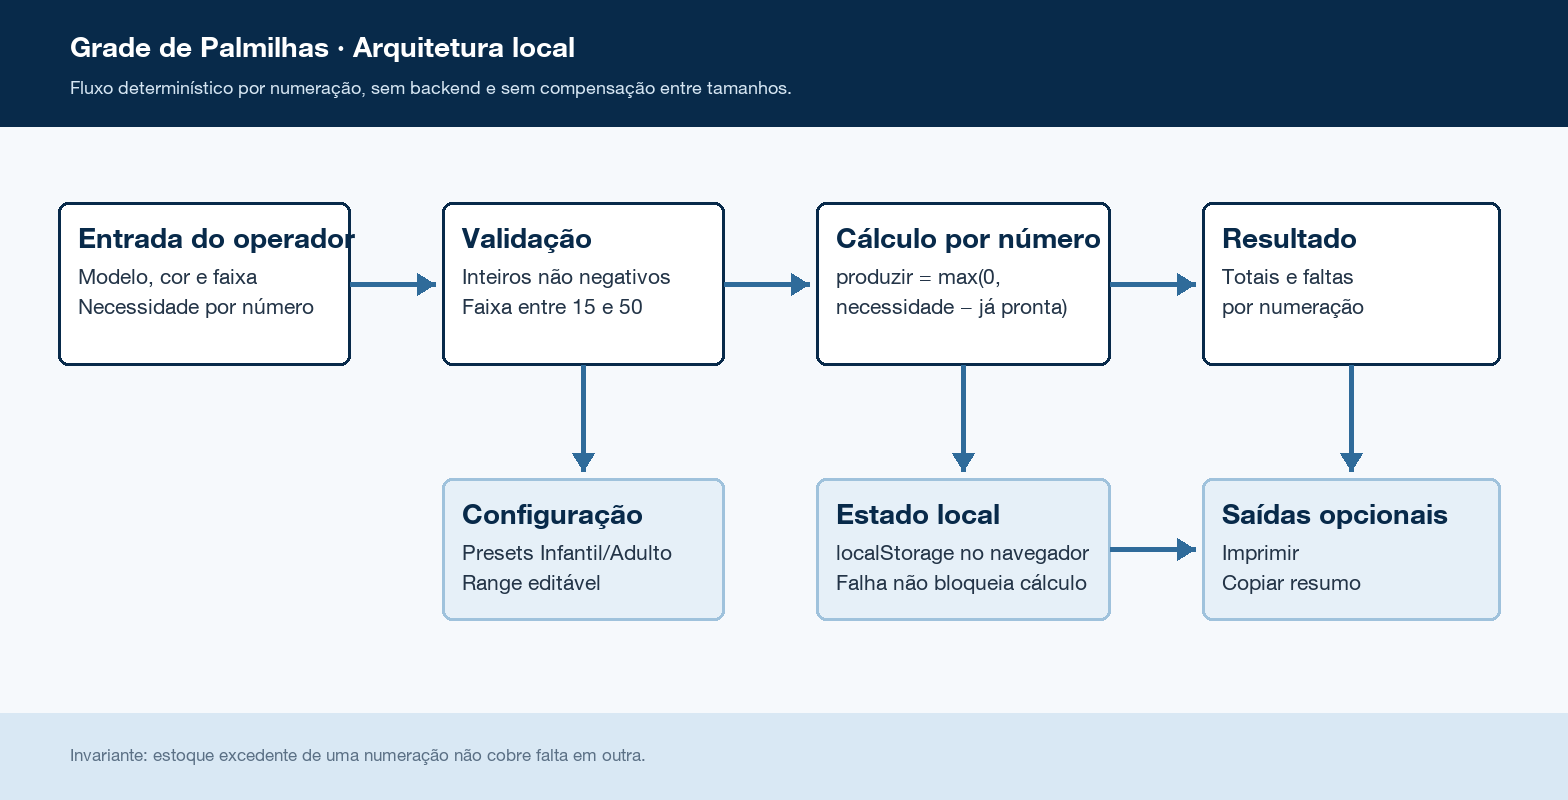 Grade de Palmilhas · Arquitetura local
Fluxo determinístico por numeração, sem backend e sem compensação entre tamanhos.
Entrada do operador
Modelo, cor e faixa
Necessidade por número
Validação
Inteiros não negativos
Faixa entre 15 e 50
Cálculo por número
produzir = max(0,
necessidade − já pronta)
Resultado
Totais e faltas
por numeração
Configuração
Presets Infantil/Adulto
Range editável
Estado local
localStorage no navegador
Falha não bloqueia cálculo
Saídas opcionais
Imprimir
Copiar resumo
Invariante: estoque excedente de uma numeração não cobre falta em outra.